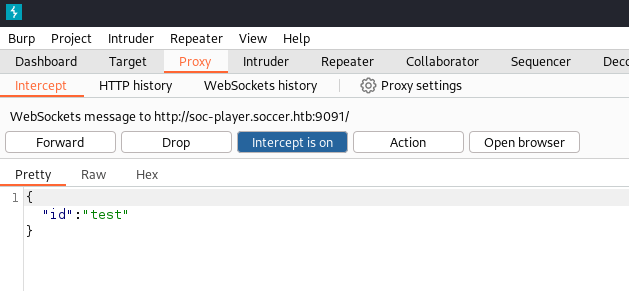 Burp Project Intruder Repeater View Help
Dashboard Target Proxy Intruder Repeater Collaborator Sequencer Deco
Intercept HTTP history WebSockets history Proxy settings
WebSockets message to http://soc-player.soccer.htb:9091/
Forward Drop Intercept is on Action Open browser
Pretty Raw Hex
1 {
"id":"test"
}